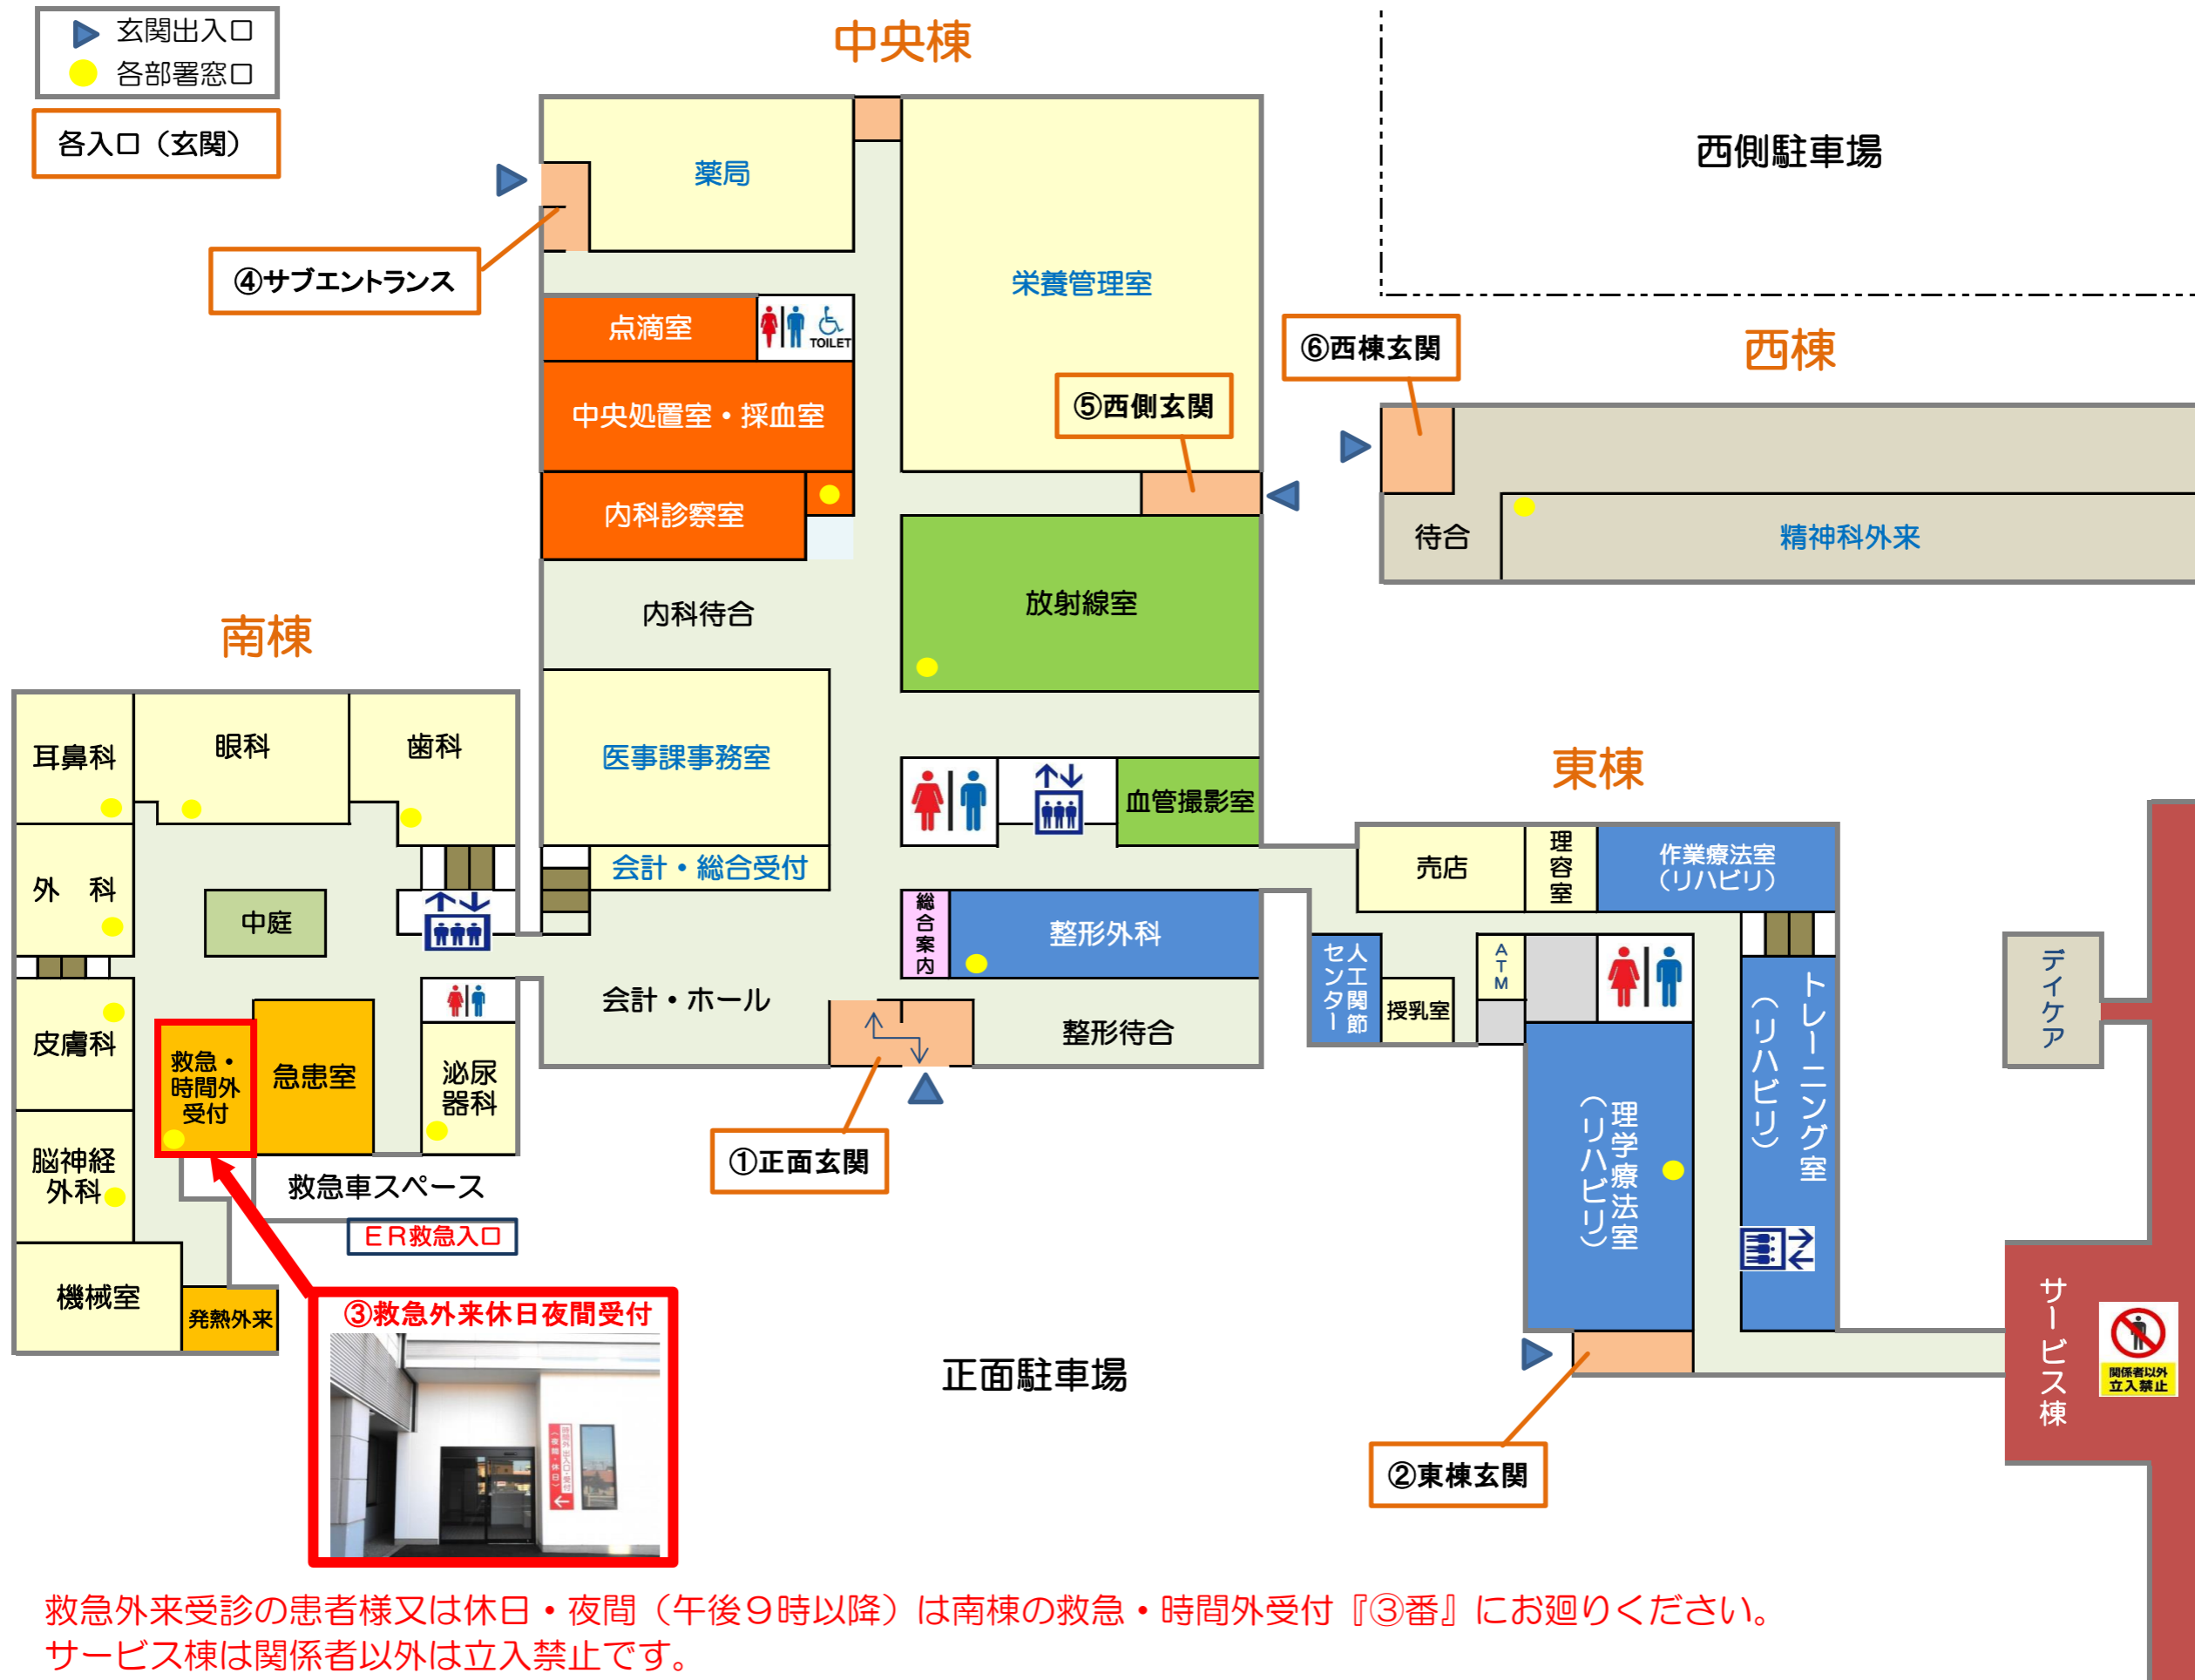 玄関出入口
各部署窓口
各入口（玄関）
中央棟
西側駐車場
薬局
④サブエントランス
栄養管理室
点滴室
TOILET
⑥西棟玄関
西棟
中央処置室・採血室
⑤西側玄関
内科診察室
待合
精神科外来
内科待合
放射線室
南棟
耳鼻科
眼科
歯科
医事課事務室
血管撮影室
東棟
売店
理容室
作業療法室
（リハビリ）
会計・総合受付
外　科
中庭
総合案内
整形外科
人工関節
センター
ATM
授乳室
トレーニング室
（リハビリ）
デイケア
会計・ホール
整形待合
皮膚科
救急・
時間外
受付
急患室
泌尿
器科
理学療法室
（リハビリ）
①正面玄関
脳神経
外科
救急車スペース
ＥＲ救急入口
機械室
発熱外来
③救急外来休日夜間受付
時間外出入口・受付
（夜間・休日）
正面駐車場
②東棟玄関
サービス棟
関係者以外
立入禁止
救急外来受診の患者様又は休日・夜間（午後９時以降）は南棟の救急・時間外受付『③番』にお廻りください。
サービス棟は関係者以外は立入禁止です。